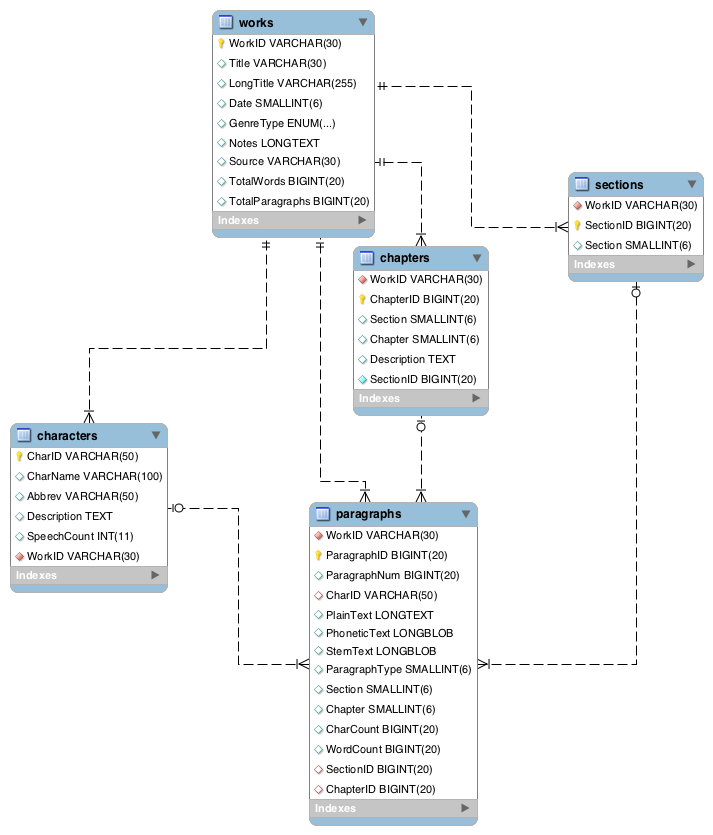 works
WorkID VARCHAR(30)
Title VARCHAR(30)
LongTitle VARCHAR(255)
Date SMALLINT(6)
GenreType ENUM(...)
Notes LONGTEXT
Source VARCHAR(30)
TotalWords BIGINT(20)
TotalParagraphs BIGINT(20)
Indexes
sections
WorkID VARCHAR(30)
SectionID BIGINT(20)
Section SMALLINT(6)
Indexes
chapters
WorkID VARCHAR(30)
ChapterID BIGINT(20)
Section SMALLINT(6)
Chapter SMALLINT(6)
Description TEXT
SectionID BIGINT(20)
Indexes
characters
CharID VARCHAR(50)
CharName VARCHAR(100)
Abbrev VARCHAR(50)
Description TEXT
SpeechCount INT(11)
WorkID VARCHAR(30)
Indexes
paragraphs
WorkID VARCHAR(30)
ParagraphID BIGINT(20)
ParagraphNum BIGINT(20)
CharID VARCHAR(50)
PlainText LONGTEXT
PhoneticText LONGBLOB
StemText LONGBLOB
ParagraphType SMALLINT(6)
Section SMALLINT(6)
Chapter SMALLINT(6)
CharCount BIGINT(20)
WordCount BIGINT(20)
SectionID BIGINT(20)
ChapterID BIGINT(20)
Indexes